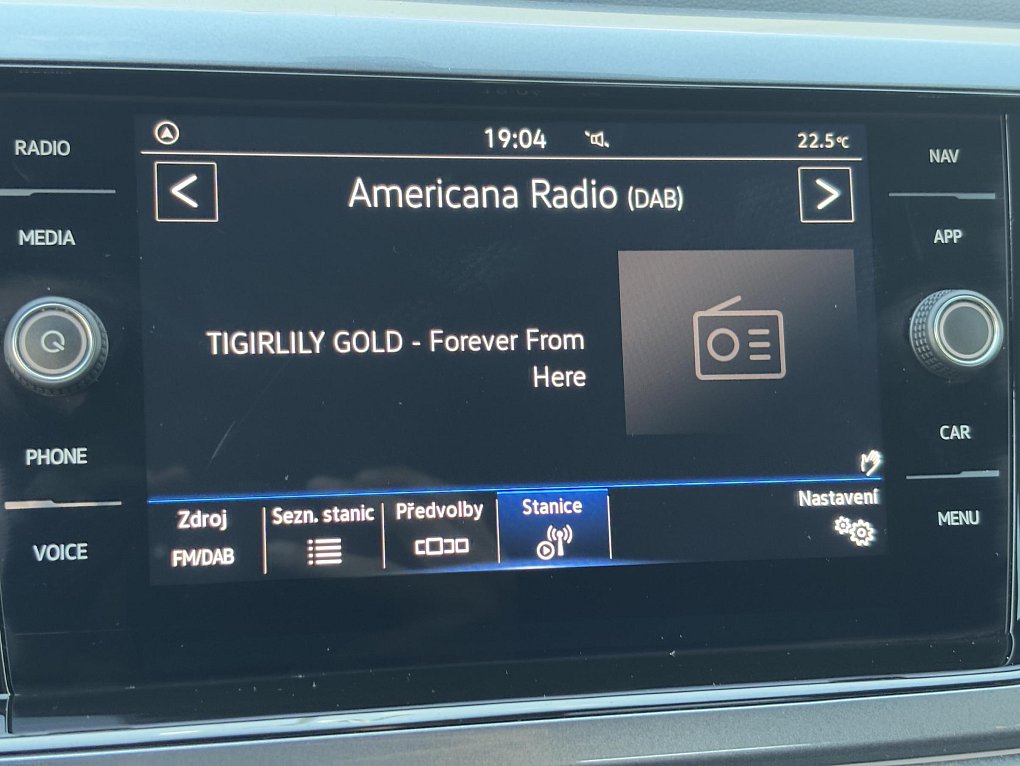 RADIO
MEDIA
PHONE
VOICE
19:04
22.5°C
<
Americana Radio (DAB)
>
TIGIRLILY GOLD - Forever From
Here
Zdroj
FM/DAB
Sezn. stanic
Předvolby
Stanice
Nastavení
NAV
APP
CAR
MENU